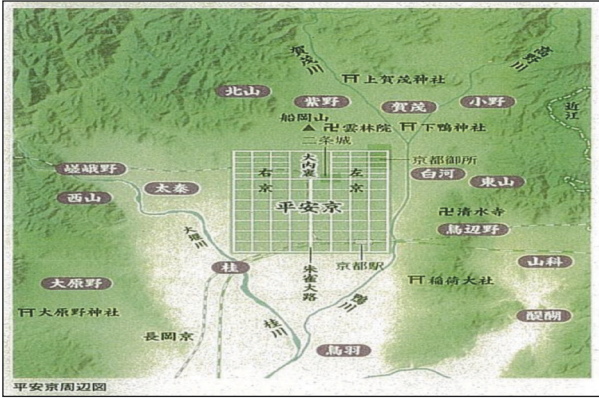 賀茂川
高野川
上賀茂神社
北山
紫野
賀茂
小野
近江
船岡山
雲林院
下鴨神社
二条城
大内裏
京都御所
右京
左京
白河
東山
嵯峨野
太秦
西山
平安京
清水寺
鳥辺野
大堰川
桂
朱雀大路
京都駅
山科
稲荷大社
大原野
大原野神社
鴨川
醍醐
長岡京
桂川
鳥羽
平安京周辺図